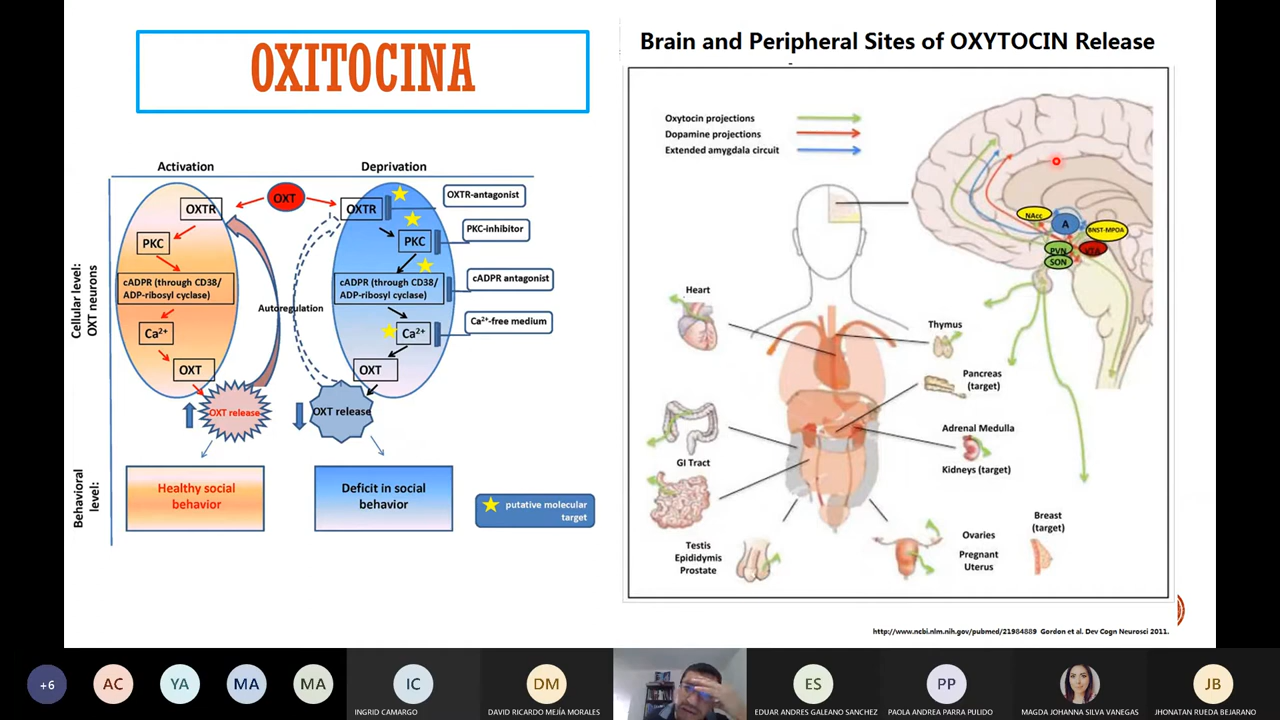 OXITOCINA
Activation
Deprivation
OXT
OXTR
PKC
cADPR (through CD38/
ADP-ribosyl cyclase)
Ca²⁺
OXT
OXT release
Autoregulation
OXTR
PKC
cADPR (through CD38/
ADP-ribosyl cyclase)
Ca²⁺
OXT
OXT release
OXTR-antagonist
PKC-inhibitor
cADPR antagonist
Ca²⁺-free medium
Cellular level:
OXT neurons
Behavioral
level:
Healthy social
behavior
Deficit in social
behavior
putative molecular
target
Brain and Peripheral Sites of OXYTOCIN Release
Oxytocin projections
Dopamine projections
Extended amygdala circuit
NAcc
A
BNST-MPOA
PVN
VTA
SON
Heart
Thymus
Pancreas
(target)
Adrenal Medulla
Kidneys (target)
GI Tract
Testis
Epididymis
Prostate
Ovaries
Pregnant
Uterus
Breast
(target)
http://www.ncbi.nlm.nih.gov/pubmed/21984889 Gordon et al. Dev Cogn Neurosci 2011.
+6
AC
YA
MA
MA
IC
INGRID CAMARGO
DM
DAVID RICARDO MEJÍA MORALES
ES
EDUAR ANDRES GALEANO SANCHEZ
PP
PAOLA ANDREA PARRA PULIDO
MAGDA JOHANNA SILVA VANEGAS
JB
JHONATAN RUEDA BEJARANO